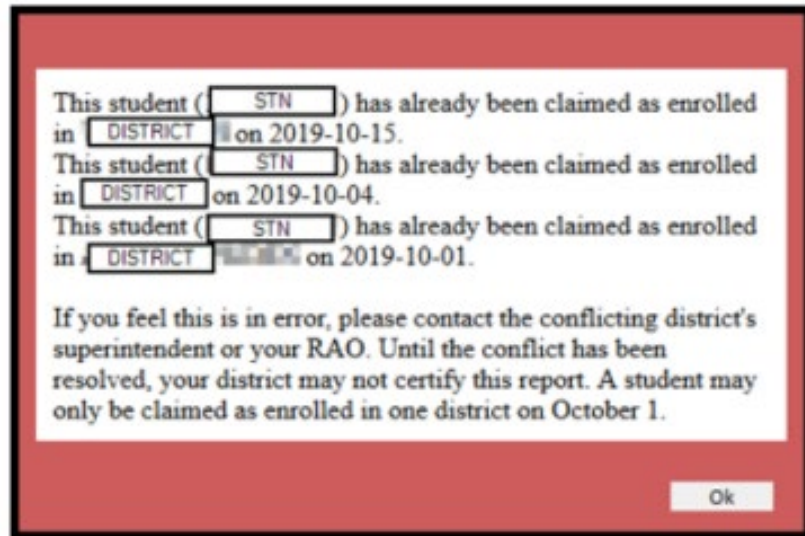 This student ( STN ) has already been claimed as enrolled
in DISTRICT on 2019-10-15.
This student ( STN ) has already been claimed as enrolled
in DISTRICT on 2019-10-04.
This student ( STN ) has already been claimed as enrolled
in DISTRICT on 2019-10-01.
If you feel this is in error, please contact the conflicting district's
superintendent or your RAO. Until the conflict has been
resolved, your district may not certify this report. A student may
only be claimed as enrolled in one district on October 1.
Ok